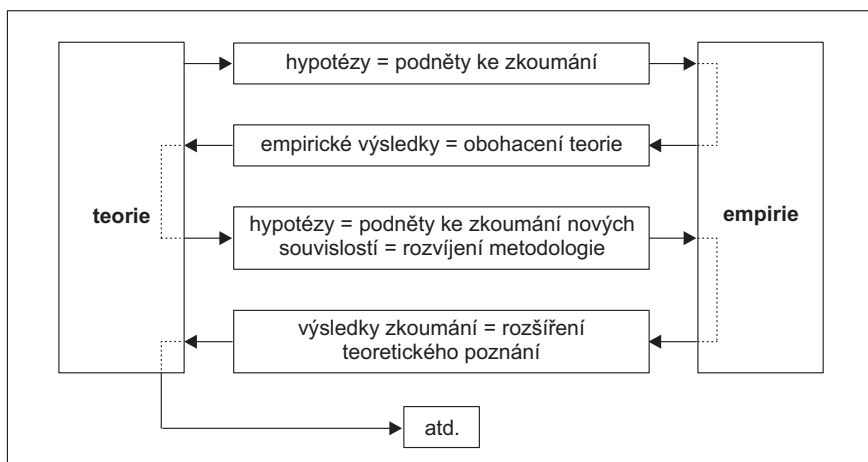 hypotézy = podněty ke zkoumání
empirické výsledky = obohacení teorie
teorie
hypotézy = podněty ke zkoumání nových
souvislostí = rozvíjení metodologie
empirie
výsledky zkoumání = rozšíření
teoretického poznání
atd.